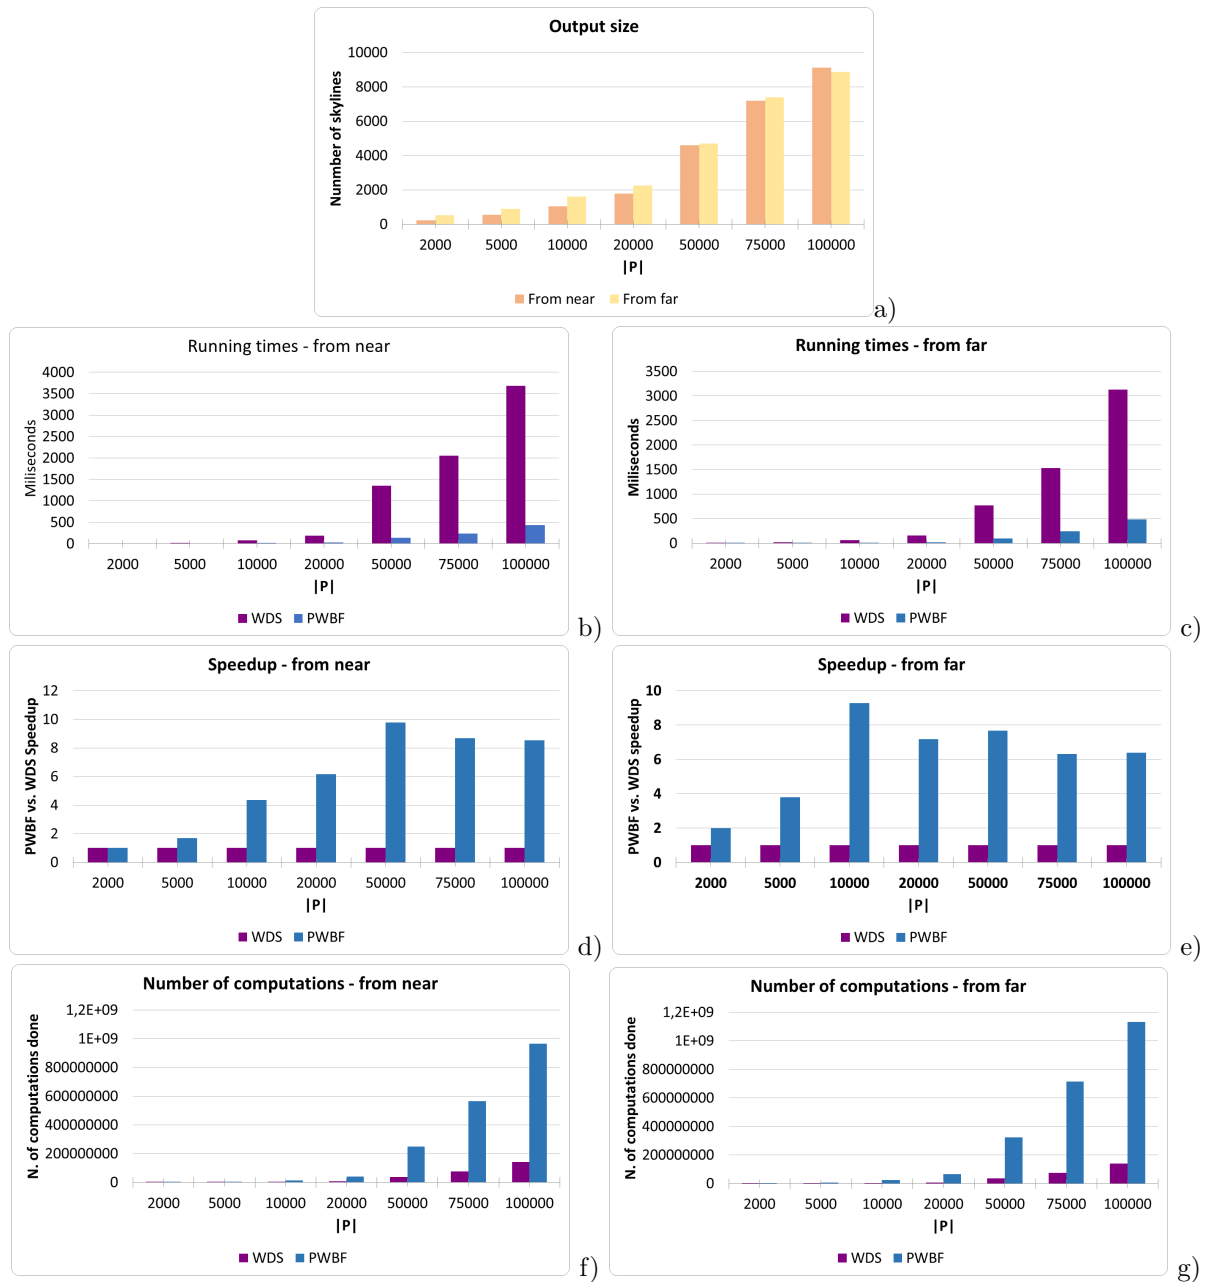 Output size
Nunmber of skylines
10000
8000
6000
4000
2000
0
2000 5000 10000 20000 50000 75000 100000
|P|
From near From far
a)
Running times - from near
Miliseconds
4000
3500
3000
2500
2000
1500
1000
500
0
2000 5000 10000 20000 50000 75000 100000
|P|
WDS PWBF
b)
Running times - from far
Miliseconds
3500
3000
2500
2000
1500
1000
500
0
2000 5000 10000 20000 50000 75000 100000
|P|
WDS PWBF
c)
Speedup - from near
PWBF vs. WDS Speedup
12
10
8
6
4
2
0
2000 5000 10000 20000 50000 75000 100000
|P|
WDS PWBF
d)
Speedup - from far
PWBF vs. WDS speedup
10
8
6
4
2
0
2000 5000 10000 20000 50000 75000 100000
|P|
WDS PWBF
e)
Number of computations - from near
N. of computations done
1,2E+09
1E+09
800000000
600000000
400000000
200000000
0
2000 5000 10000 20000 50000 75000 100000
|P|
WDS PWBF
f)
Number of computations - from far
N. of computations done
1,2E+09
1E+09
800000000
600000000
400000000
200000000
0
2000 5000 10000 20000 50000 75000 100000
|P|
WDS PWBF
g)